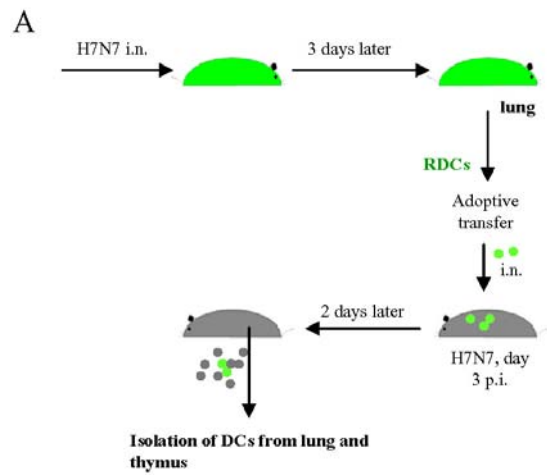 A
H7N7 i.n.
3 days later
lung
RDCs
Adoptive
transfer
i.n.
2 days later
H7N7, day
3 p.i.
Isolation of DCs from lung and
thymus